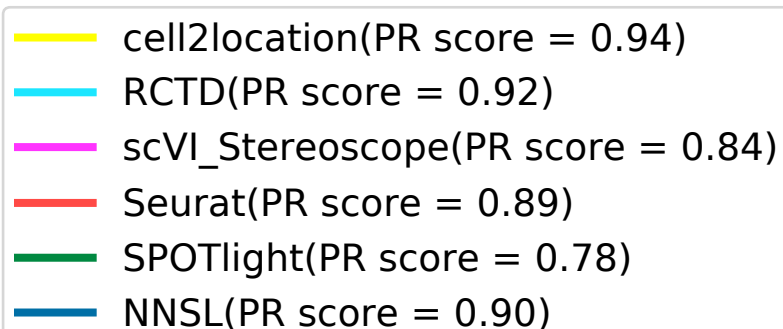 cell2location(PR score = 0.94)
RCTD(PR score = 0.92)
scVI_Stereoscope(PR score = 0.84)
Seurat(PR score = 0.89)
SPOTlight(PR score = 0.78)
NNSL(PR score = 0.90)